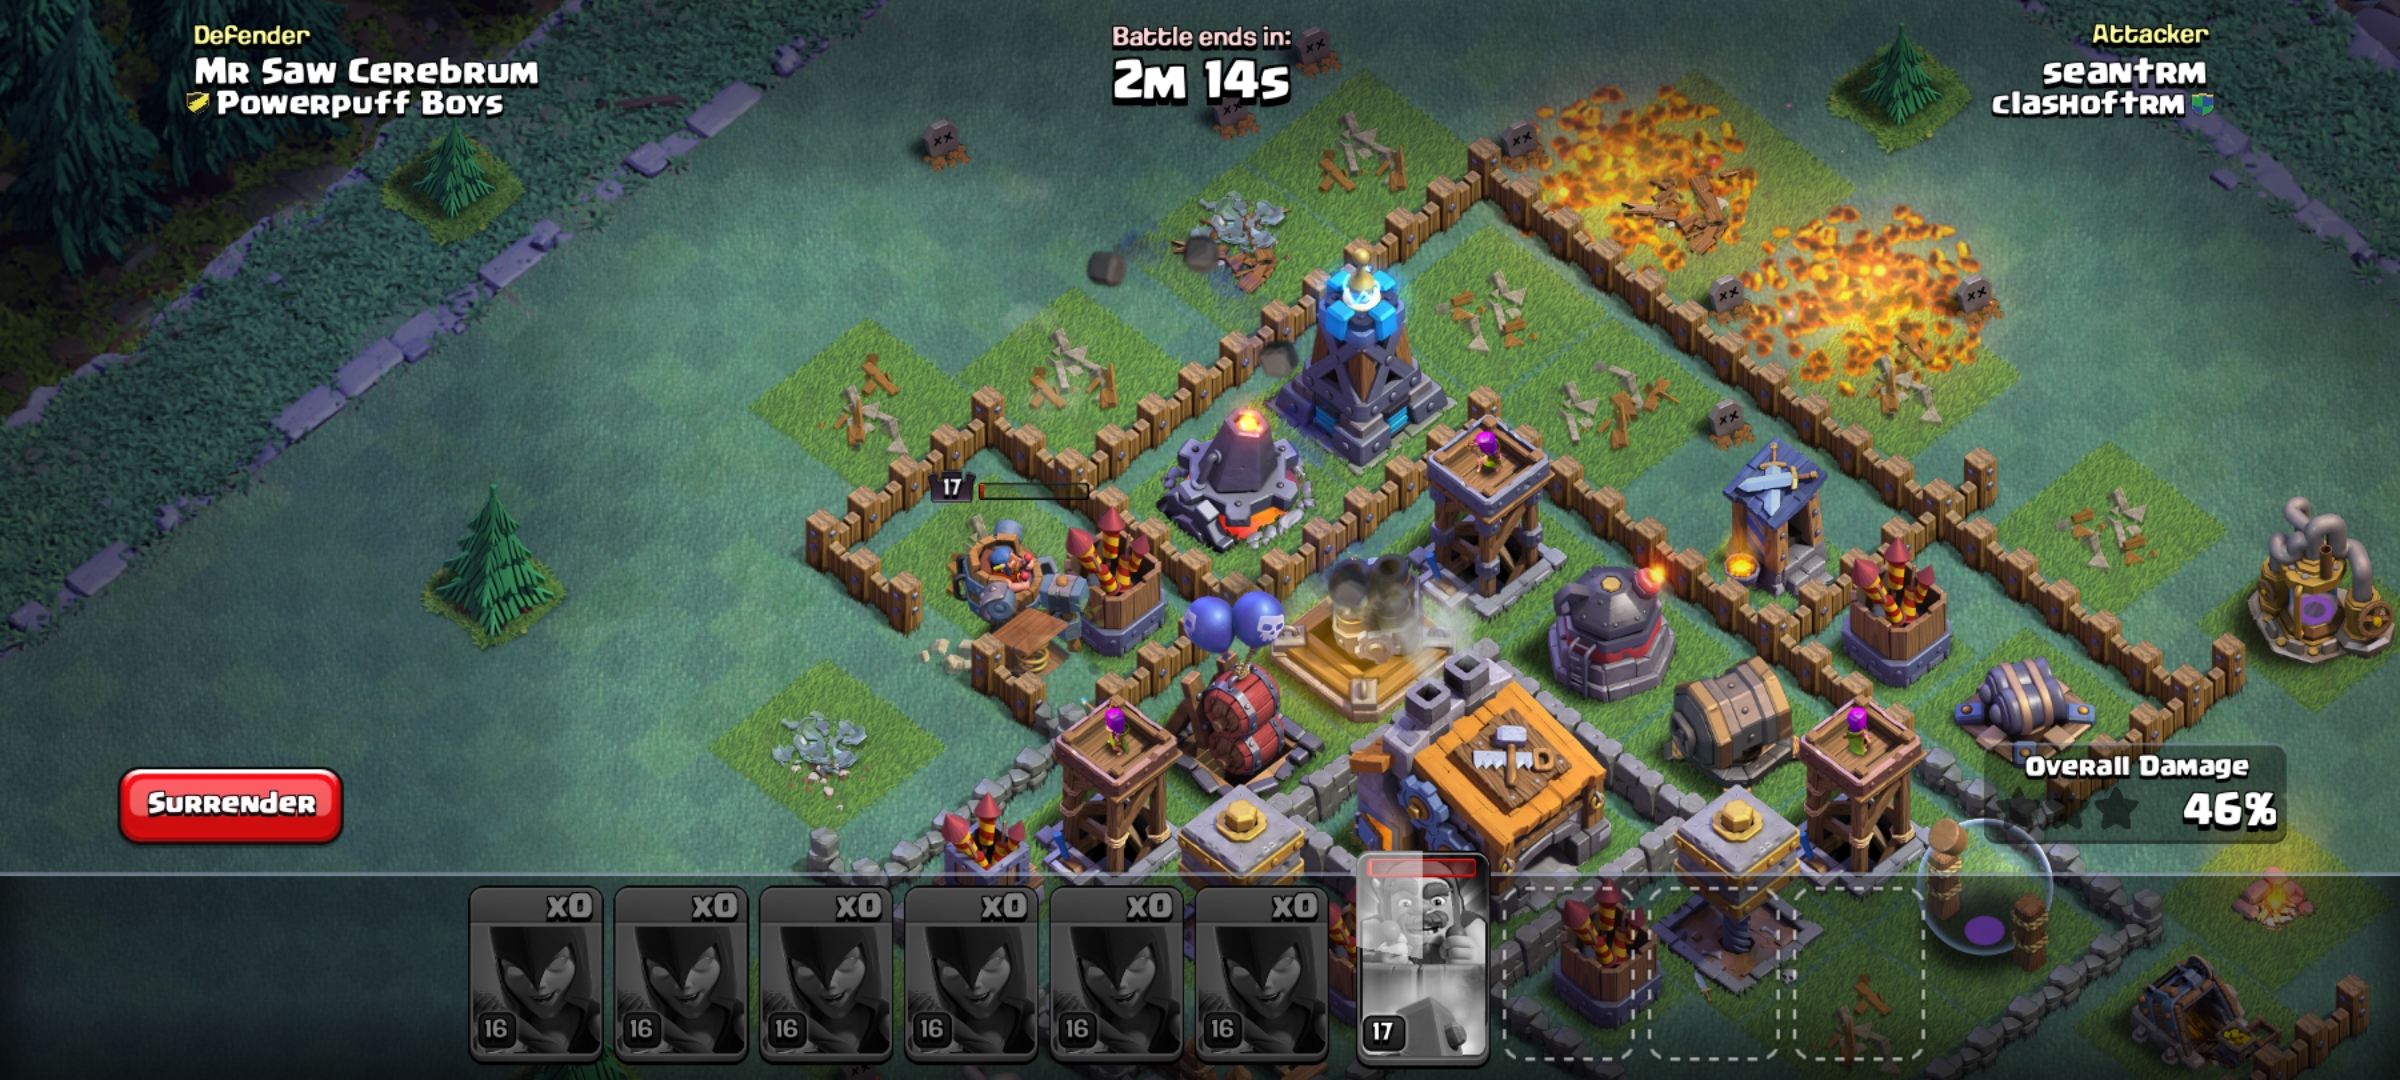 Defender
Mr Saw Cerebrum
Powerpuff Boys
Battle ends in:
2M 14s
Attacker
seantRM
clashoftRM
17
Surrender
Overall Damage
46%
x0
x0
x0
x0
x0
x0
16
16
16
16
16
16
17